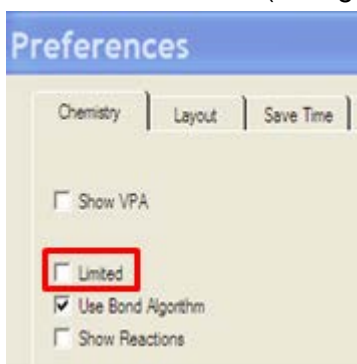 Preferences
Chemistry Layout Save Time
Show VPA
Limited
Use Bond Algorithm
Show Reactions